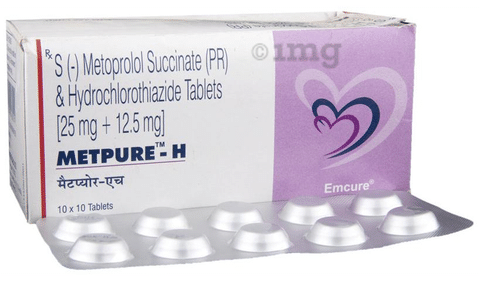 ©1mg
Rx S (-) Metoprolol Succinate (PR)
& Hydrochlorothiazide Tablets
[25 mg + 12.5 mg]
METPURE™-H
मैटप्योर-एच
10 x 10 Tablets
Emcure®